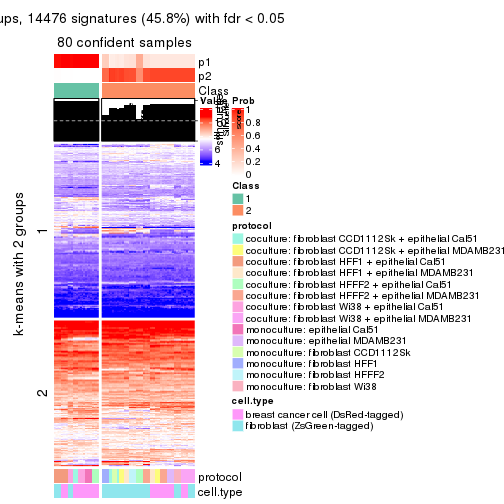 ups, 14476 signatures (45.8%) with fdr < 0.05
80 confident samples
p1
p2
Class
Value
Prob
6
4
1
0.8
0.6
0.4
0.2
0
Class
1
2
protocol
coculture: fibroblast CCD1112Sk + epithelial Cal51
coculture: fibroblast CCD1112Sk + epithelial MDAMB231
coculture: fibroblast HFF1 + epithelial Cal51
coculture: fibroblast HFF1 + epithelial MDAMB231
coculture: fibroblast HFFF2 + epithelial Cal51
coculture: fibroblast HFFF2 + epithelial MDAMB231
coculture: fibroblast Wi38 + epithelial Cal51
coculture: fibroblast Wi38 + epithelial MDAMB231
monoculture: epithelial Cal51
monoculture: epithelial MDAMB231
monoculture: fibroblast CCD1112Sk
monoculture: fibroblast HFF1
monoculture: fibroblast HFFF2
monoculture: fibroblast Wi38
cell.type
breast cancer cell (DsRed-tagged)
fibroblast (ZsGreen-tagged)
k-means with 2 groups
1
2
protocol
cell.type